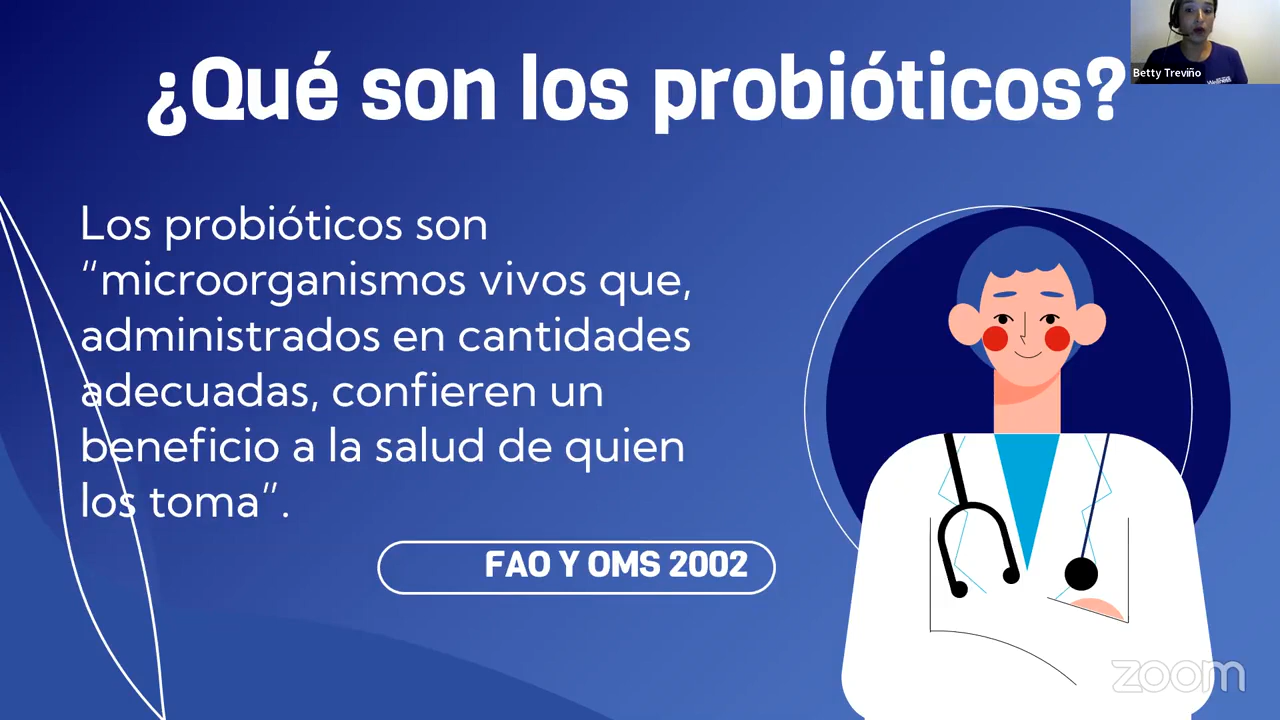 ¿Qué son los probióticos?
Betty Treviño
Wellness
Los probióticos son
“microorganismos vivos que,
administrados en cantidades
adecuadas, confieren un
beneficio a la salud de quien
los toma”.
FAO Y OMS 2002
zoom